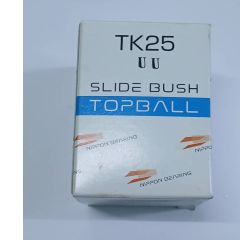 TK25
UU
SLIDE BUSH
TOPBALL
NIPPON BEARING
NIPPON BEARING